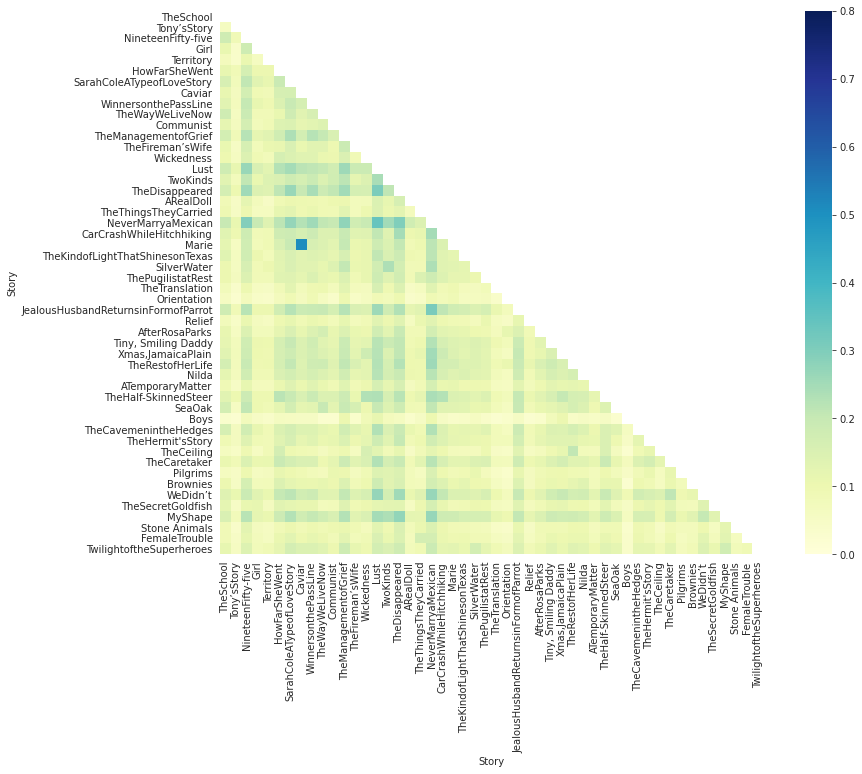 TheSchool
Tony'sStory
NineteenFifty-five
Girl
Territory
HowFarSheWent
SarahColeATypeofLoveStory
Caviar
WinnersonthePassLine
TheWayWeLiveNow
Communist
TheManagementofGrief
TheFireman'sWife
Wickedness
Lust
TwoKinds
TheDisappeared
ARealDoll
TheThingsTheyCarried
NeverMarryaMexican
CarCrashWhileHitchhiking
Marie
TheKindofLightThatShinesonTexas
SilverWater
ThePugilistatRest
TheTranslation
Orientation
JealousHusbandReturnsinFormofParrot
Relief
AfterRosaParks
Tiny, Smiling Daddy
Xmas,JamaicaPlain
TheRestofHerLife
Nilda
ATemporaryMatter
TheHalf-SkinnedSteer
SeaOak
Boys
TheCavemenintheHedges
TheHermit'sStory
TheCeiling
TheCaretaker
Pilgrims
Brownies
WeDidn't
TheSecretGoldfish
MyShape
Stone Animals
FemaleTrouble
TwilightoftheSuperheroes
Story
TheSchool
Tony'sStory
NineteenFifty-five
Girl
Territory
HowFarSheWent
SarahColeATypeofLoveStory
Caviar
WinnersonthePassLine
TheWayWeLiveNow
Communist
TheManagementofGrief
TheFireman'sWife
Wickedness
Lust
TwoKinds
TheDisappeared
ARealDoll
TheThingsTheyCarried
NeverMarryaMexican
CarCrashWhileHitchhiking
Marie
TheKindofLightThatShinesonTexas
SilverWater
ThePugilistatRest
TheTranslation
Orientation
JealousHusbandReturnsinFormofParrot
Relief
AfterRosaParks
Tiny, Smiling Daddy
Xmas,JamaicaPlain
TheRestofHerLife
Nilda
ATemporaryMatter
TheHalf-SkinnedSteer
SeaOak
Boys
TheCavemenintheHedges
TheHermit'sStory
TheCeiling
TheCaretaker
Pilgrims
Brownies
WeDidn't
TheSecretGoldfish
MyShape
Stone Animals
FemaleTrouble
TwilightoftheSuperheroes
Story
0.8
0.7
0.6
0.5
0.4
0.3
0.2
0.1
0.0